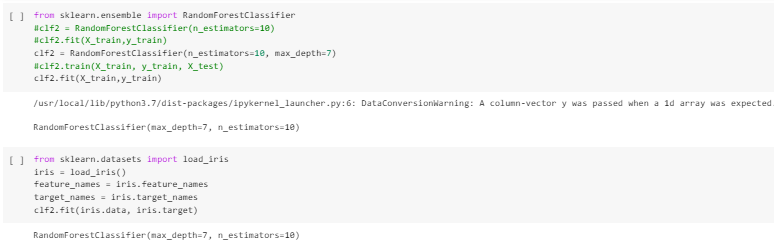 [ ] from sklearn.ensemble import RandomForestClassifier
#clf2 = RandomForestClassifier(n_estimators=10)
#clf2.fit(X_train,y_train)
clf2 = RandomForestClassifier(n_estimators=10, max_depth=7)
#clf2.train(X_train, y_train, X_test)
clf2.fit(X_train,y_train)
/usr/local/lib/python3.7/dist-packages/ipykernel_launcher.py:6: DataConversionWarning: A column-vector y was passed when a 1d array was expected
RandomForestClassifier(max_depth=7, n_estimators=10)
[ ] from sklearn.datasets import load_iris
iris = load_iris()
feature_names = iris.feature_names
target_names = iris.target_names
clf2.fit(iris.data, iris.target)
RandomForestClassifier(max_depth=7, n_estimators=10)